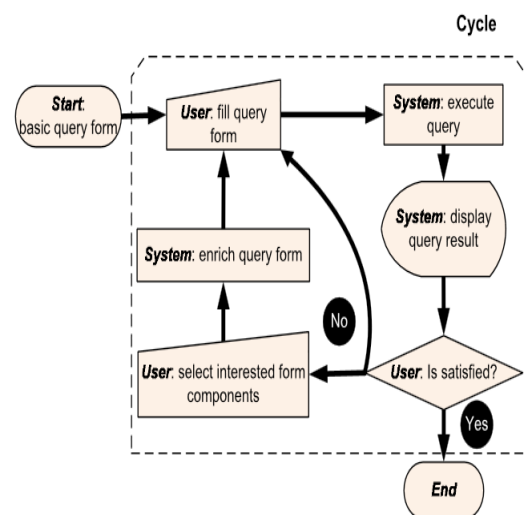 Cycle
Start:
basic query form
User: fill query
form
System: execute
query
System: display
query result
System: enrich query form
No
User: select interested form
components
User: Is satisfied?
Yes
End